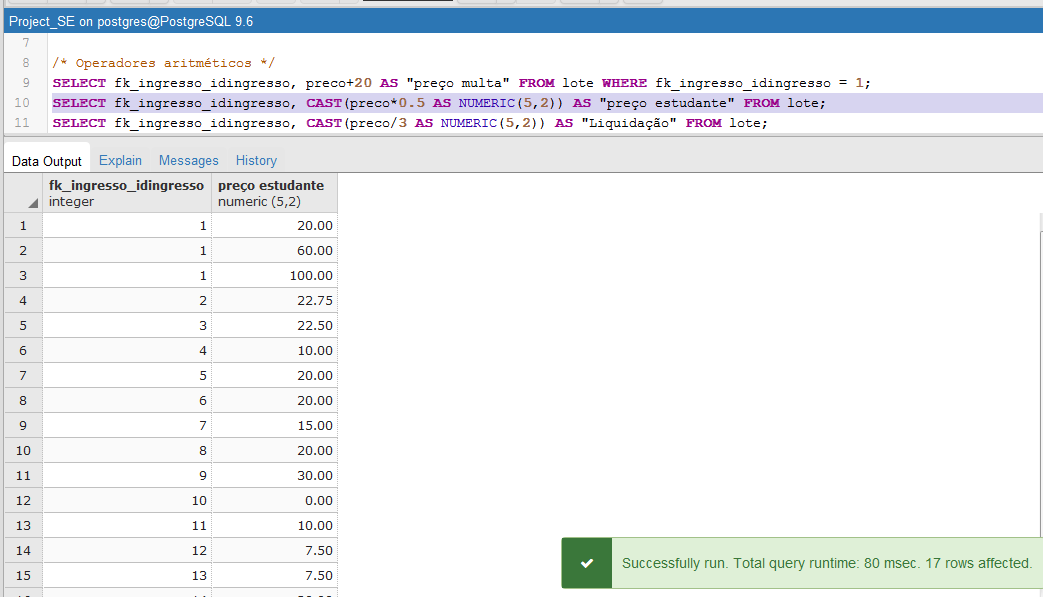 Project_SE on postgres@PostgreSQL 9.6
7
8 /* Operadores aritméticos */
9 SELECT fk_ingresso_idingresso, preco+20 AS "preço multa" FROM lote WHERE fk_ingresso_idingresso = 1;
10 SELECT fk_ingresso_idingresso, CAST(preco*0.5 AS NUMERIC(5,2)) AS "preço estudante" FROM lote;
11 SELECT fk_ingresso_idingresso, CAST(preco/3 AS NUMERIC(5,2)) AS "Liquidação" FROM lote;
Data Output Explain Messages History
fk_ingresso_idingresso preço estudante
integer numeric (5,2)
1 1 20.00
2 1 60.00
3 1 100.00
4 2 22.75
5 3 22.50
6 4 10.00
7 5 20.00
8 6 20.00
9 7 15.00
10 8 20.00
11 9 30.00
12 10 0.00
13 11 10.00
14 12 7.50
15 13 7.50
Successfully run. Total query runtime: 80 msec. 17 rows affected.